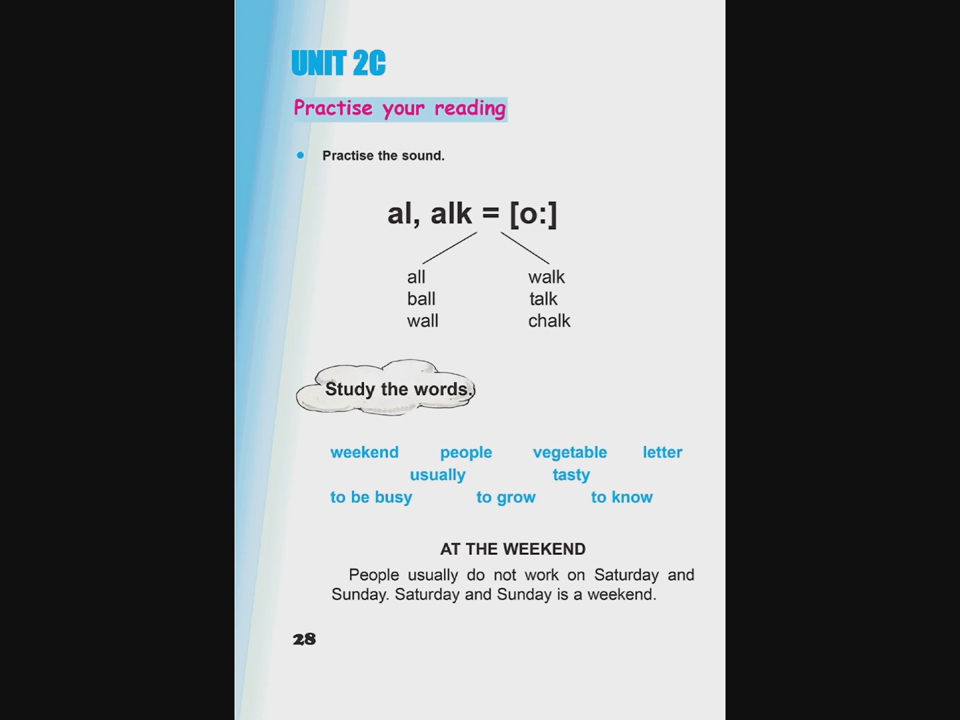 UNIT 2C
Practise your reading
• Practise the sound.
al, alk = [o:]
all walk
ball talk
wall chalk
Study the words.
weekend people vegetable letter
usually tasty
to be busy to grow to know
AT THE WEEKEND
People usually do not work on Saturday and
Sunday. Saturday and Sunday is a weekend.
28